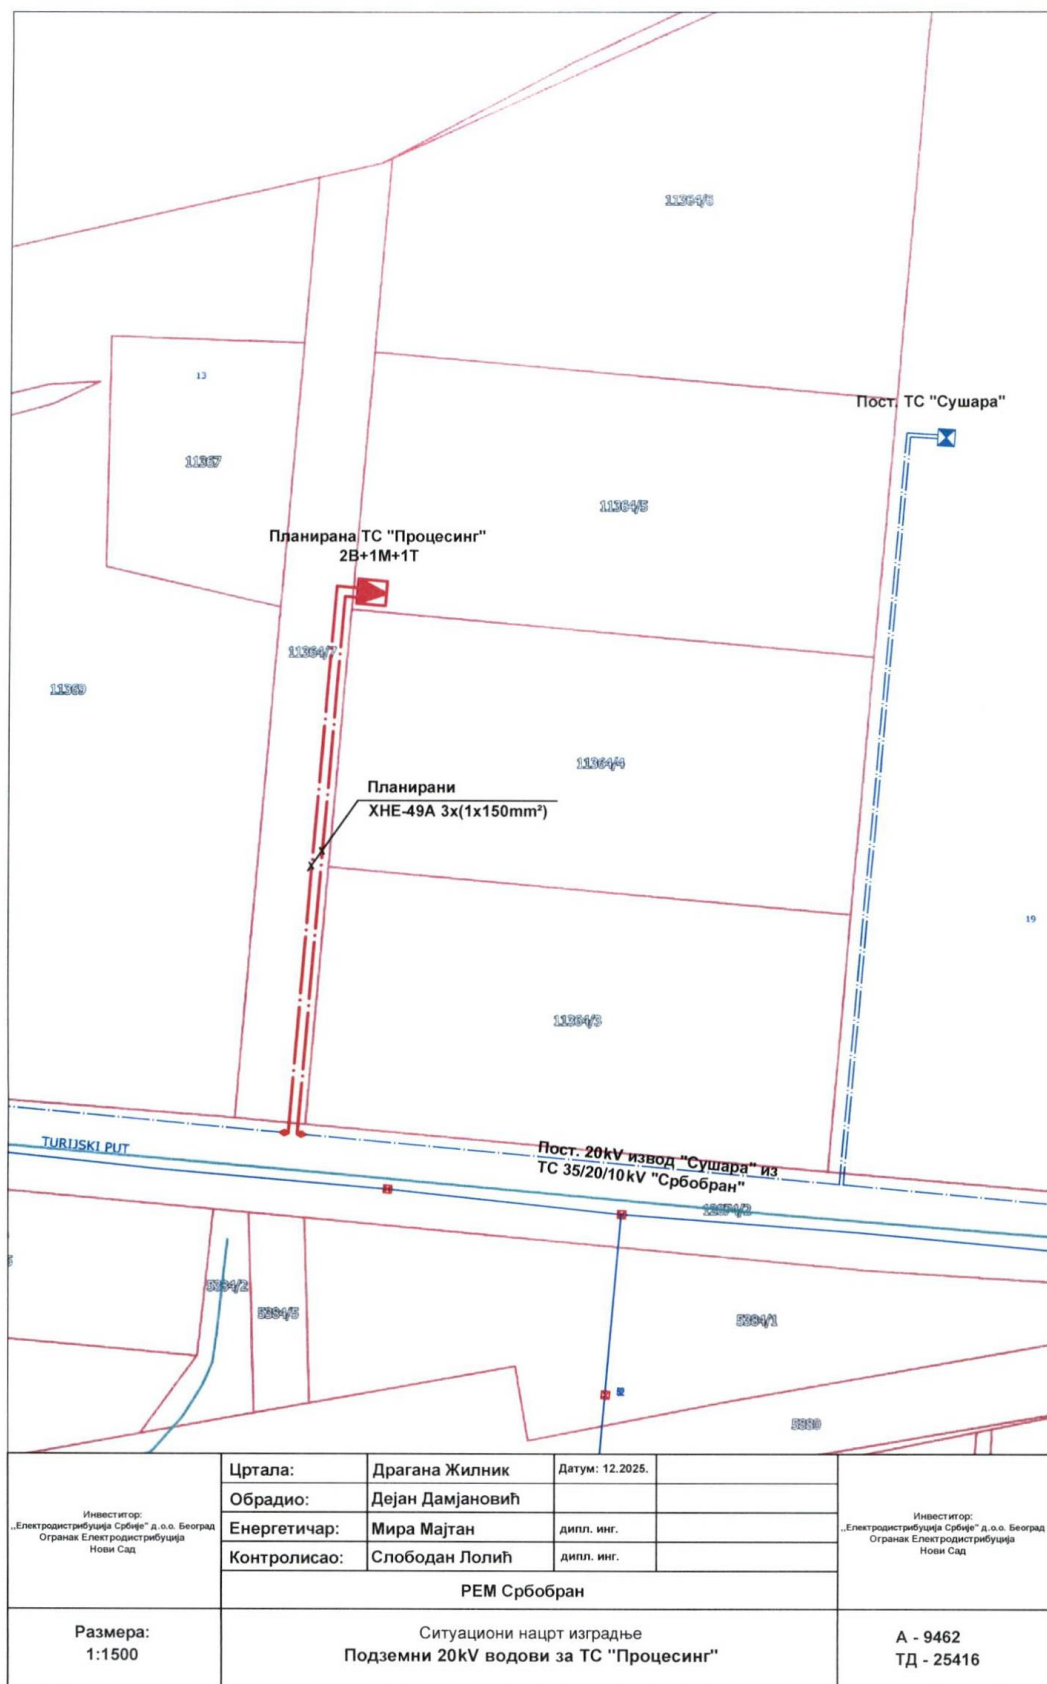 11364/6
13
Пост. ТС "Сушара"
11367
11364/5
Планирана ТС "Процесинг"
2В+1М+1Т
11364/7
11369
11364/4
Планирани
XHE-49A 3x(1x150mm²)
19
11364/3
TURIJSKI PUT
Пост. 20kV извод "Сушара" из
ТС 35/20/10kV "Србобран"
5384/2
5384/5
5384/1
5380
Инвеститор:
„Електродистрибуција Србије" д.о.о. Београд
Огранак Електродистрибуција
Нови Сад
Цртала: Драгана Жилник Датум: 12.2025.
Обрадио: Дејан Дамјановић
Енергетичар: Мира Мајтан дипл. инг.
Контролисао: Слободан Лолић дипл. инг.
РЕМ Србобран
Инвеститор:
„Електродистрибуција Србије" д.о.о. Београд
Огранак Електродистрибуција
Нови Сад
Размера:
1:1500
Ситуациони нацрт изградње
Подземни 20kV водови за ТС "Процесинг"
А - 9462
ТД - 25416